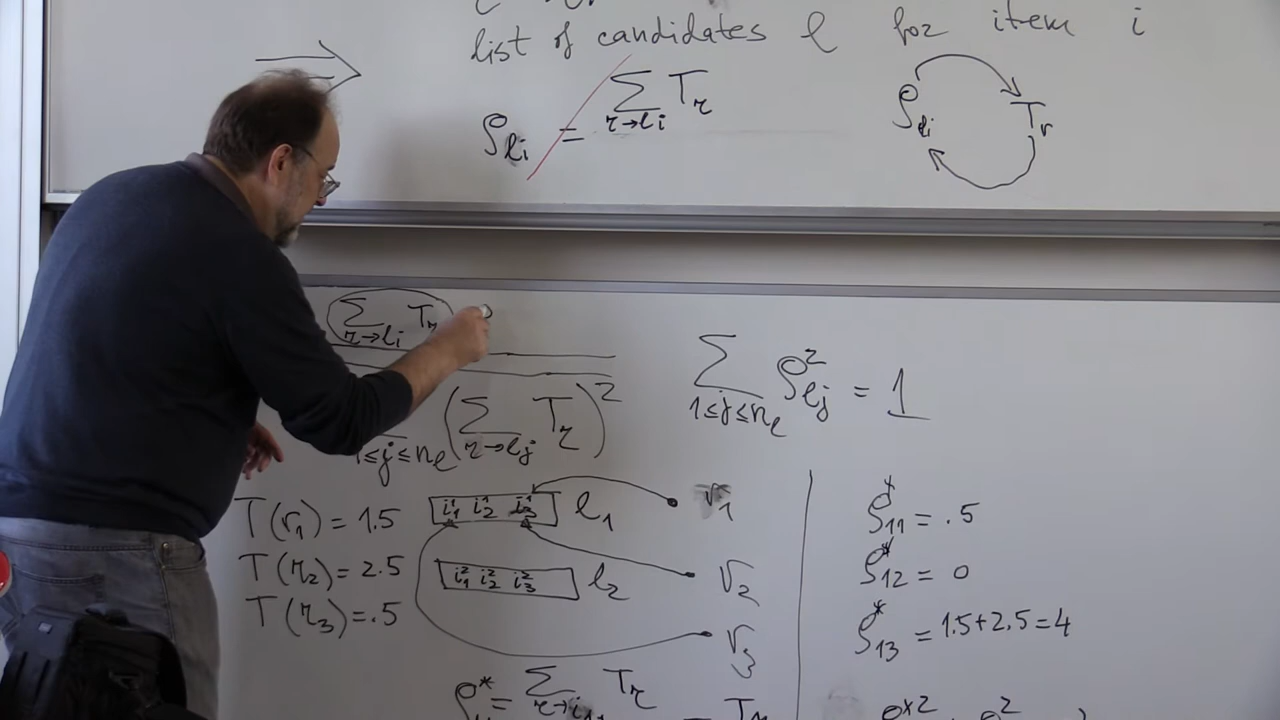 list of candidates l for item i
ρ_li = Σ_{r→li} T_r
ρ_li T_r
Σ_{r→li} T_r
1≤j≤n_l (Σ_{r→lj} T_r)²
Σ_{1≤j≤n_l} ρ²_lj = 1
T(r₁) = 1.5
i¹₁ i¹₂ i¹₃ l₁ r₁
ρ*₁₁ = .5
T(r₂) = 2.5
i²₁ i²₂ i²₃ l₂ r₂
ρ*₁₂ = 0
T(r₃) = .5
r₃
ρ*₁₃ = 1.5+2.5=4
Σ T_r